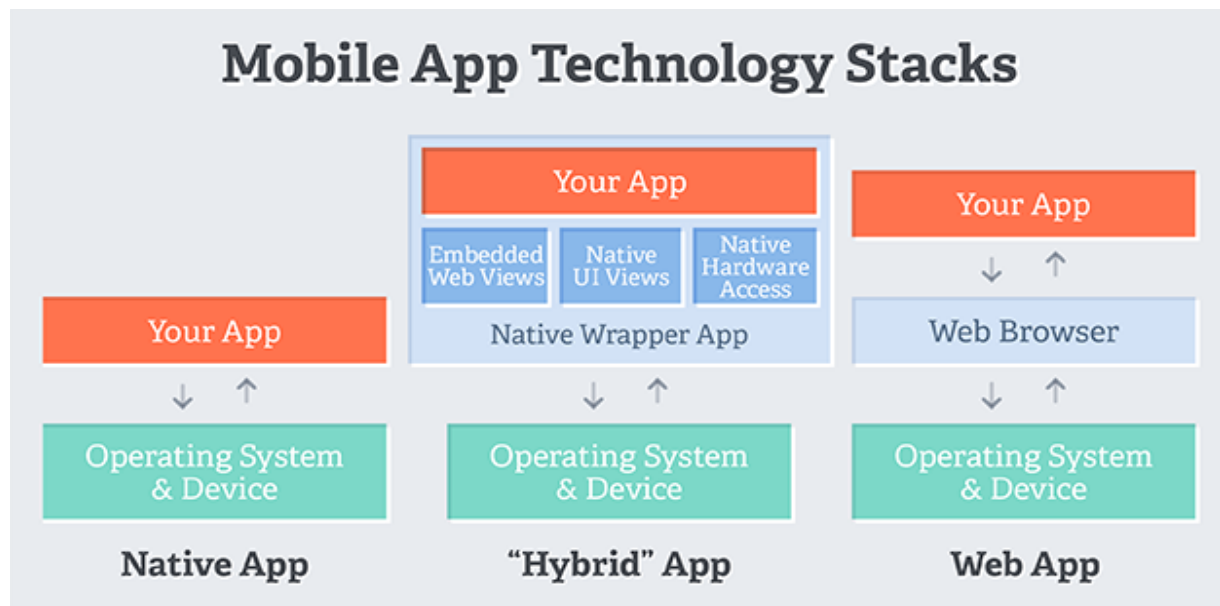 Mobile App Technology Stacks
Your App
Operating System
& Device
Native App
Your App
Embedded
Web Views
Native
UI Views
Native
Hardware
Access
Native Wrapper App
Operating System
& Device
“Hybrid” App
Your App
Web Browser
Operating System
& Device
Web App